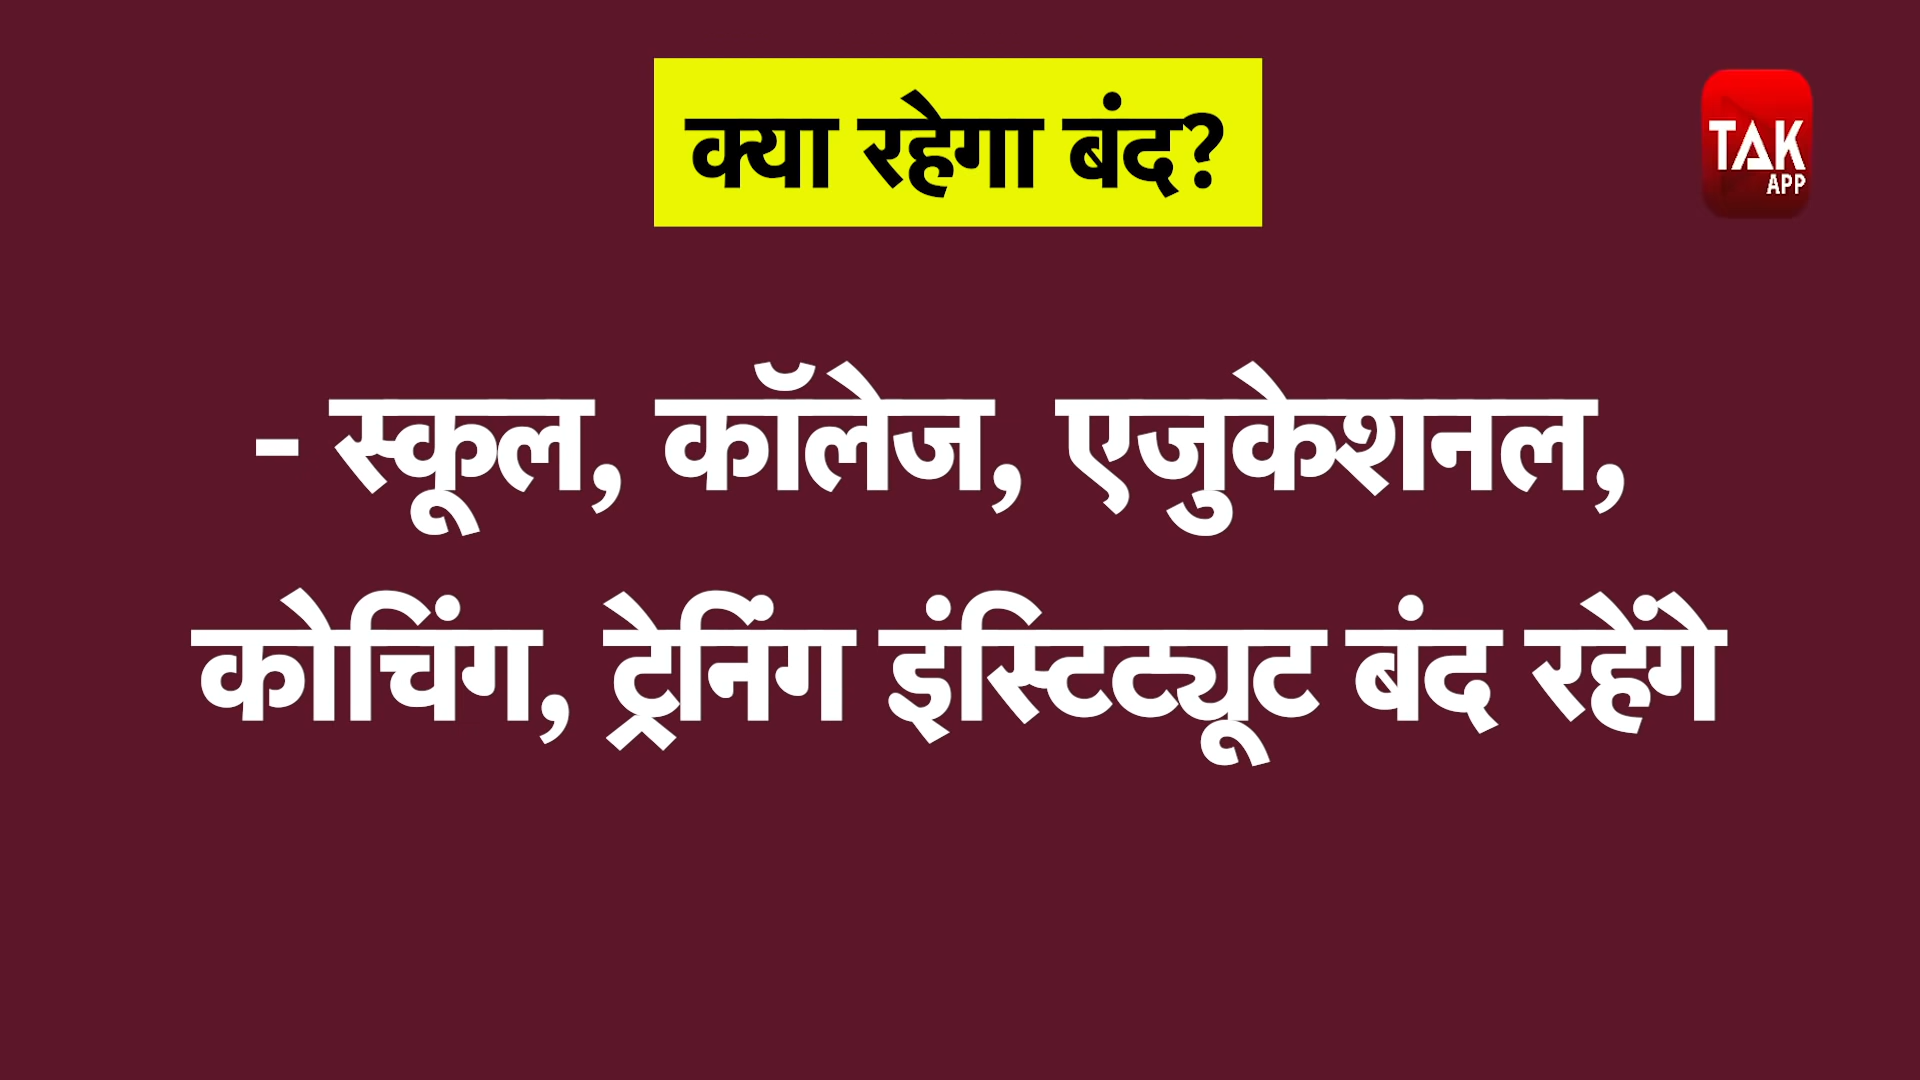 क्या रहेगा बंद?
TAK
APP
- स्कूल, कॉलेज, एजुकेशनल,
कोचिंग, ट्रेनिंग इंस्टिट्यूट बंद रहेंगे